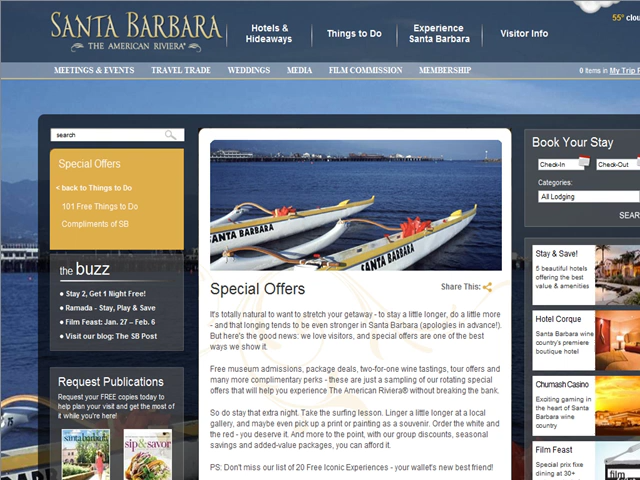 SANTA BARBARA
THE AMERICAN RIVIERA®
Hotels &
Hideaways
Things to Do
Experience
Santa Barbara
Visitor Info
55° clou
MEETINGS & EVENTS
TRAVEL TRADE
WEDDINGS
MEDIA
FILM COMMISSION
MEMBERSHIP
0 Items in My Trip P
search
Special Offers
< back to Things to Do
101 Free Things to Do
Compliments of SB
the buzz
Stay 2, Get 1 Night Free!
Ramada - Stay, Play & Save
Film Feast: Jan. 27 – Feb. 6
Visit our blog: The SB Post
Request Publications
Request your FREE copies today to
help plan your visit and get the most of
it while you're here!
santa barbara
sip & savor
SANTA BARBARA
SANTA BARBARA
Special Offers
Share This:
It's totally natural to want to stretch your getaway - to stay a little longer, do a little more
- and that longing tends to be even stronger in Santa Barbara (apologies in advance!).
But here's the good news: we love visitors, and special offers are one of the best
ways we show it.
Free museum admissions, package deals, two-for-one wine tastings, tour offers and
many more complimentary perks - these are just a sampling of our rotating special
offers that will help you experience The American Riviera® without breaking the bank.
So do stay that extra night. Take the surfing lesson. Linger a little longer at a local
gallery, and maybe even pick up a print or painting as a souvenir. Order the white and
the red - you deserve it. And more to the point, with our group discounts, seasonal
savings and added-value packages, you can afford it.
PS: Don't miss our list of 20 Free Iconic Experiences - your wallet's new best friend!
Book Your Stay
Check-In
Check-Out
Categories:
All Lodging
SEAR
Stay & Save!
5 beautiful hotels
offering the best
value & amenities
Hotel Corque
Santa Barbara wine
country's premiere
boutique hotel
Chumash Casino
Exciting gaming in
the heart of Santa
Barbara wine
country
Film Feast
Special prix fixe
dining at 30+
film